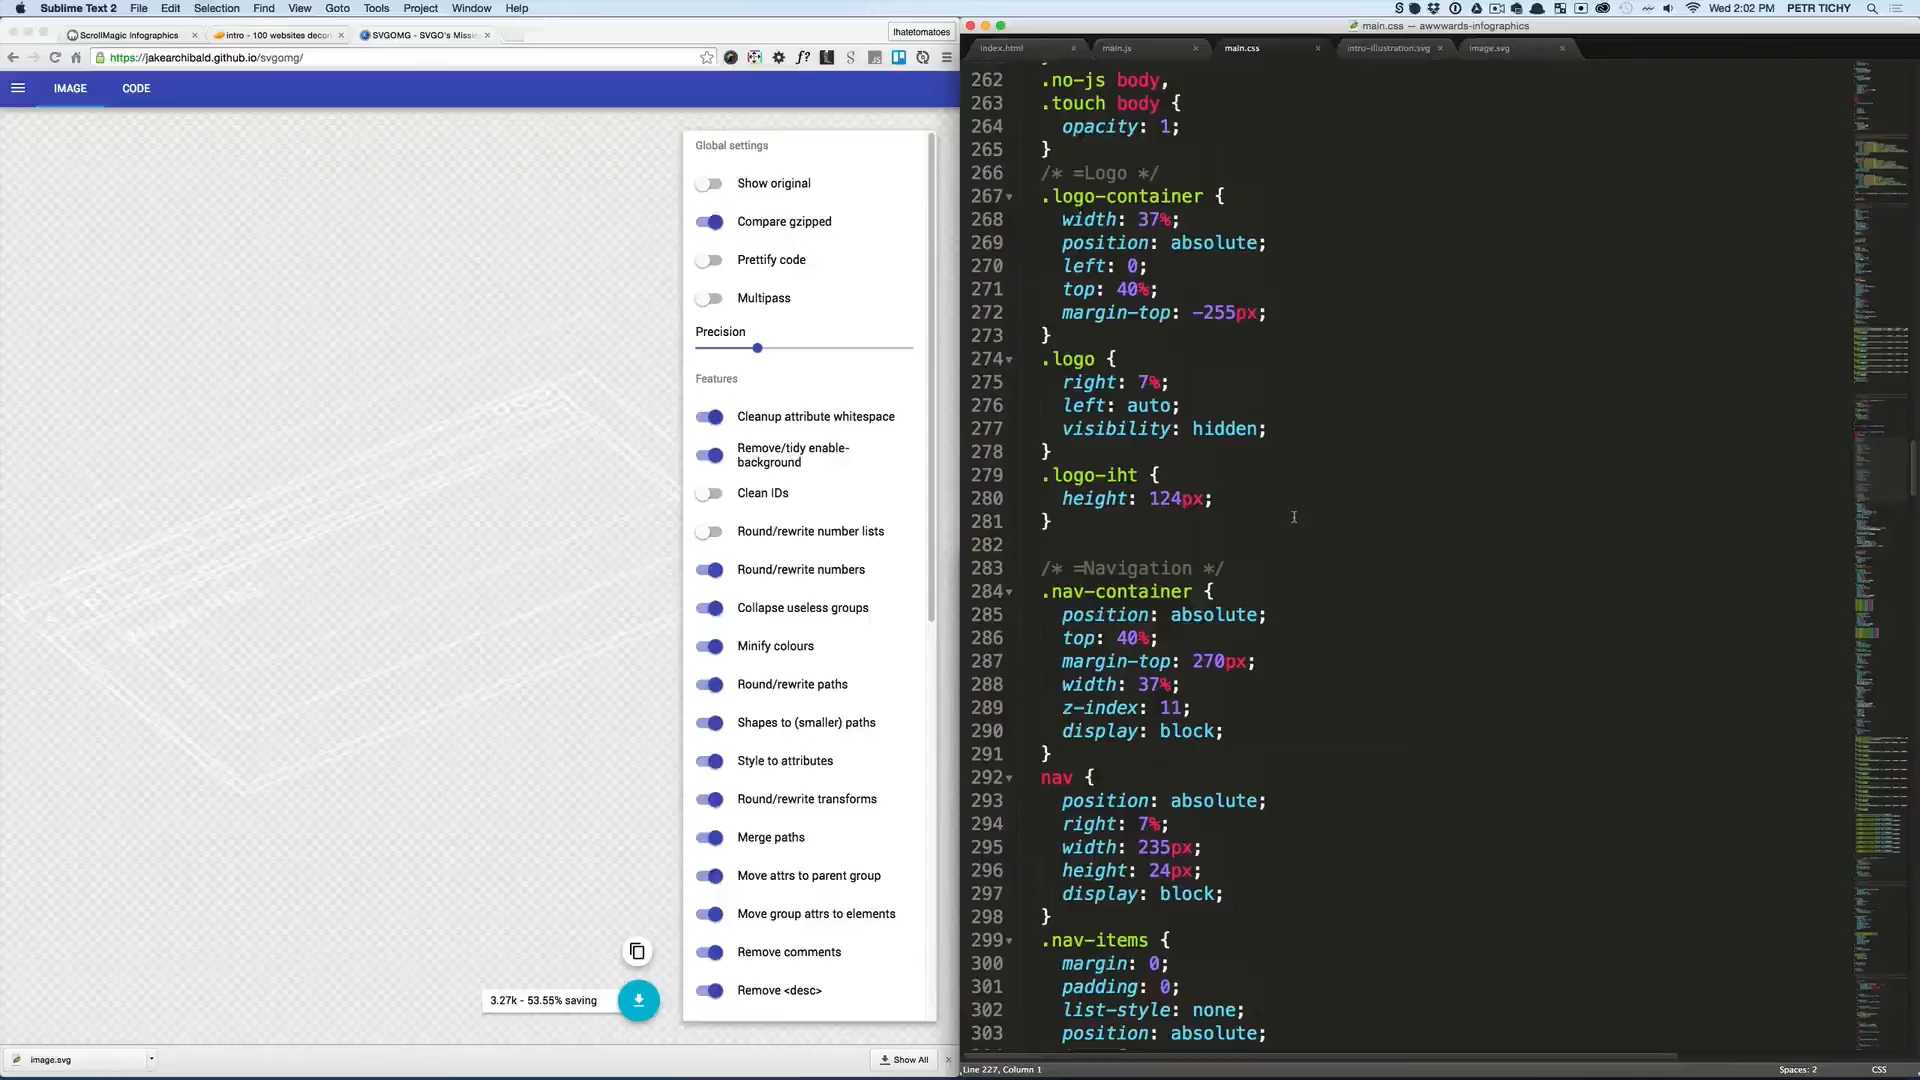 Sublime Text 2 File Edit Selection Find View Goto Tools Project Window Help
Wed 2:02 PM PETR TICHY
ScrollMagic Infographics
intro - 100 websites decon
SVGOMG - SVGO's Missin
Ihatetomatoes
https://jakearchibald.github.io/svgomg/
IMAGE CODE
Global settings
Show original
Compare gzipped
Prettify code
Multipass
Precision
Features
Cleanup attribute whitespace
Remove/tidy enable-
background
Clean IDs
Round/rewrite number lists
Round/rewrite numbers
Collapse useless groups
Minify colours
Round/rewrite paths
Shapes to (smaller) paths
Style to attributes
Round/rewrite transforms
Merge paths
Move attrs to parent group
Move group attrs to elements
Remove comments
Remove <desc>
3.27k - 53.55% saving
image.svg
Show All
main.css — awwwards-infographics
index.html main.js main.css intro-illustration.svg image.svg
262 .no-js body,
263 .touch body {
264 opacity: 1;
265 }
266 /* =Logo */
267 .logo-container {
268 width: 37%;
269 position: absolute;
270 left: 0;
271 top: 40%;
272 margin-top: -255px;
273 }
274 .logo {
275 right: 7%;
276 left: auto;
277 visibility: hidden;
278 }
279 .logo-iht {
280 height: 124px;
281 }
282
283 /* =Navigation */
284 .nav-container {
285 position: absolute;
286 top: 40%;
287 margin-top: 270px;
288 width: 37%;
289 z-index: 11;
290 display: block;
291 }
292 nav {
293 position: absolute;
294 right: 7%;
295 width: 235px;
296 height: 24px;
297 display: block;
298 }
299 .nav-items {
300 margin: 0;
301 padding: 0;
302 list-style: none;
303 position: absolute;
Line 227, Column 1
Spaces: 2 CSS